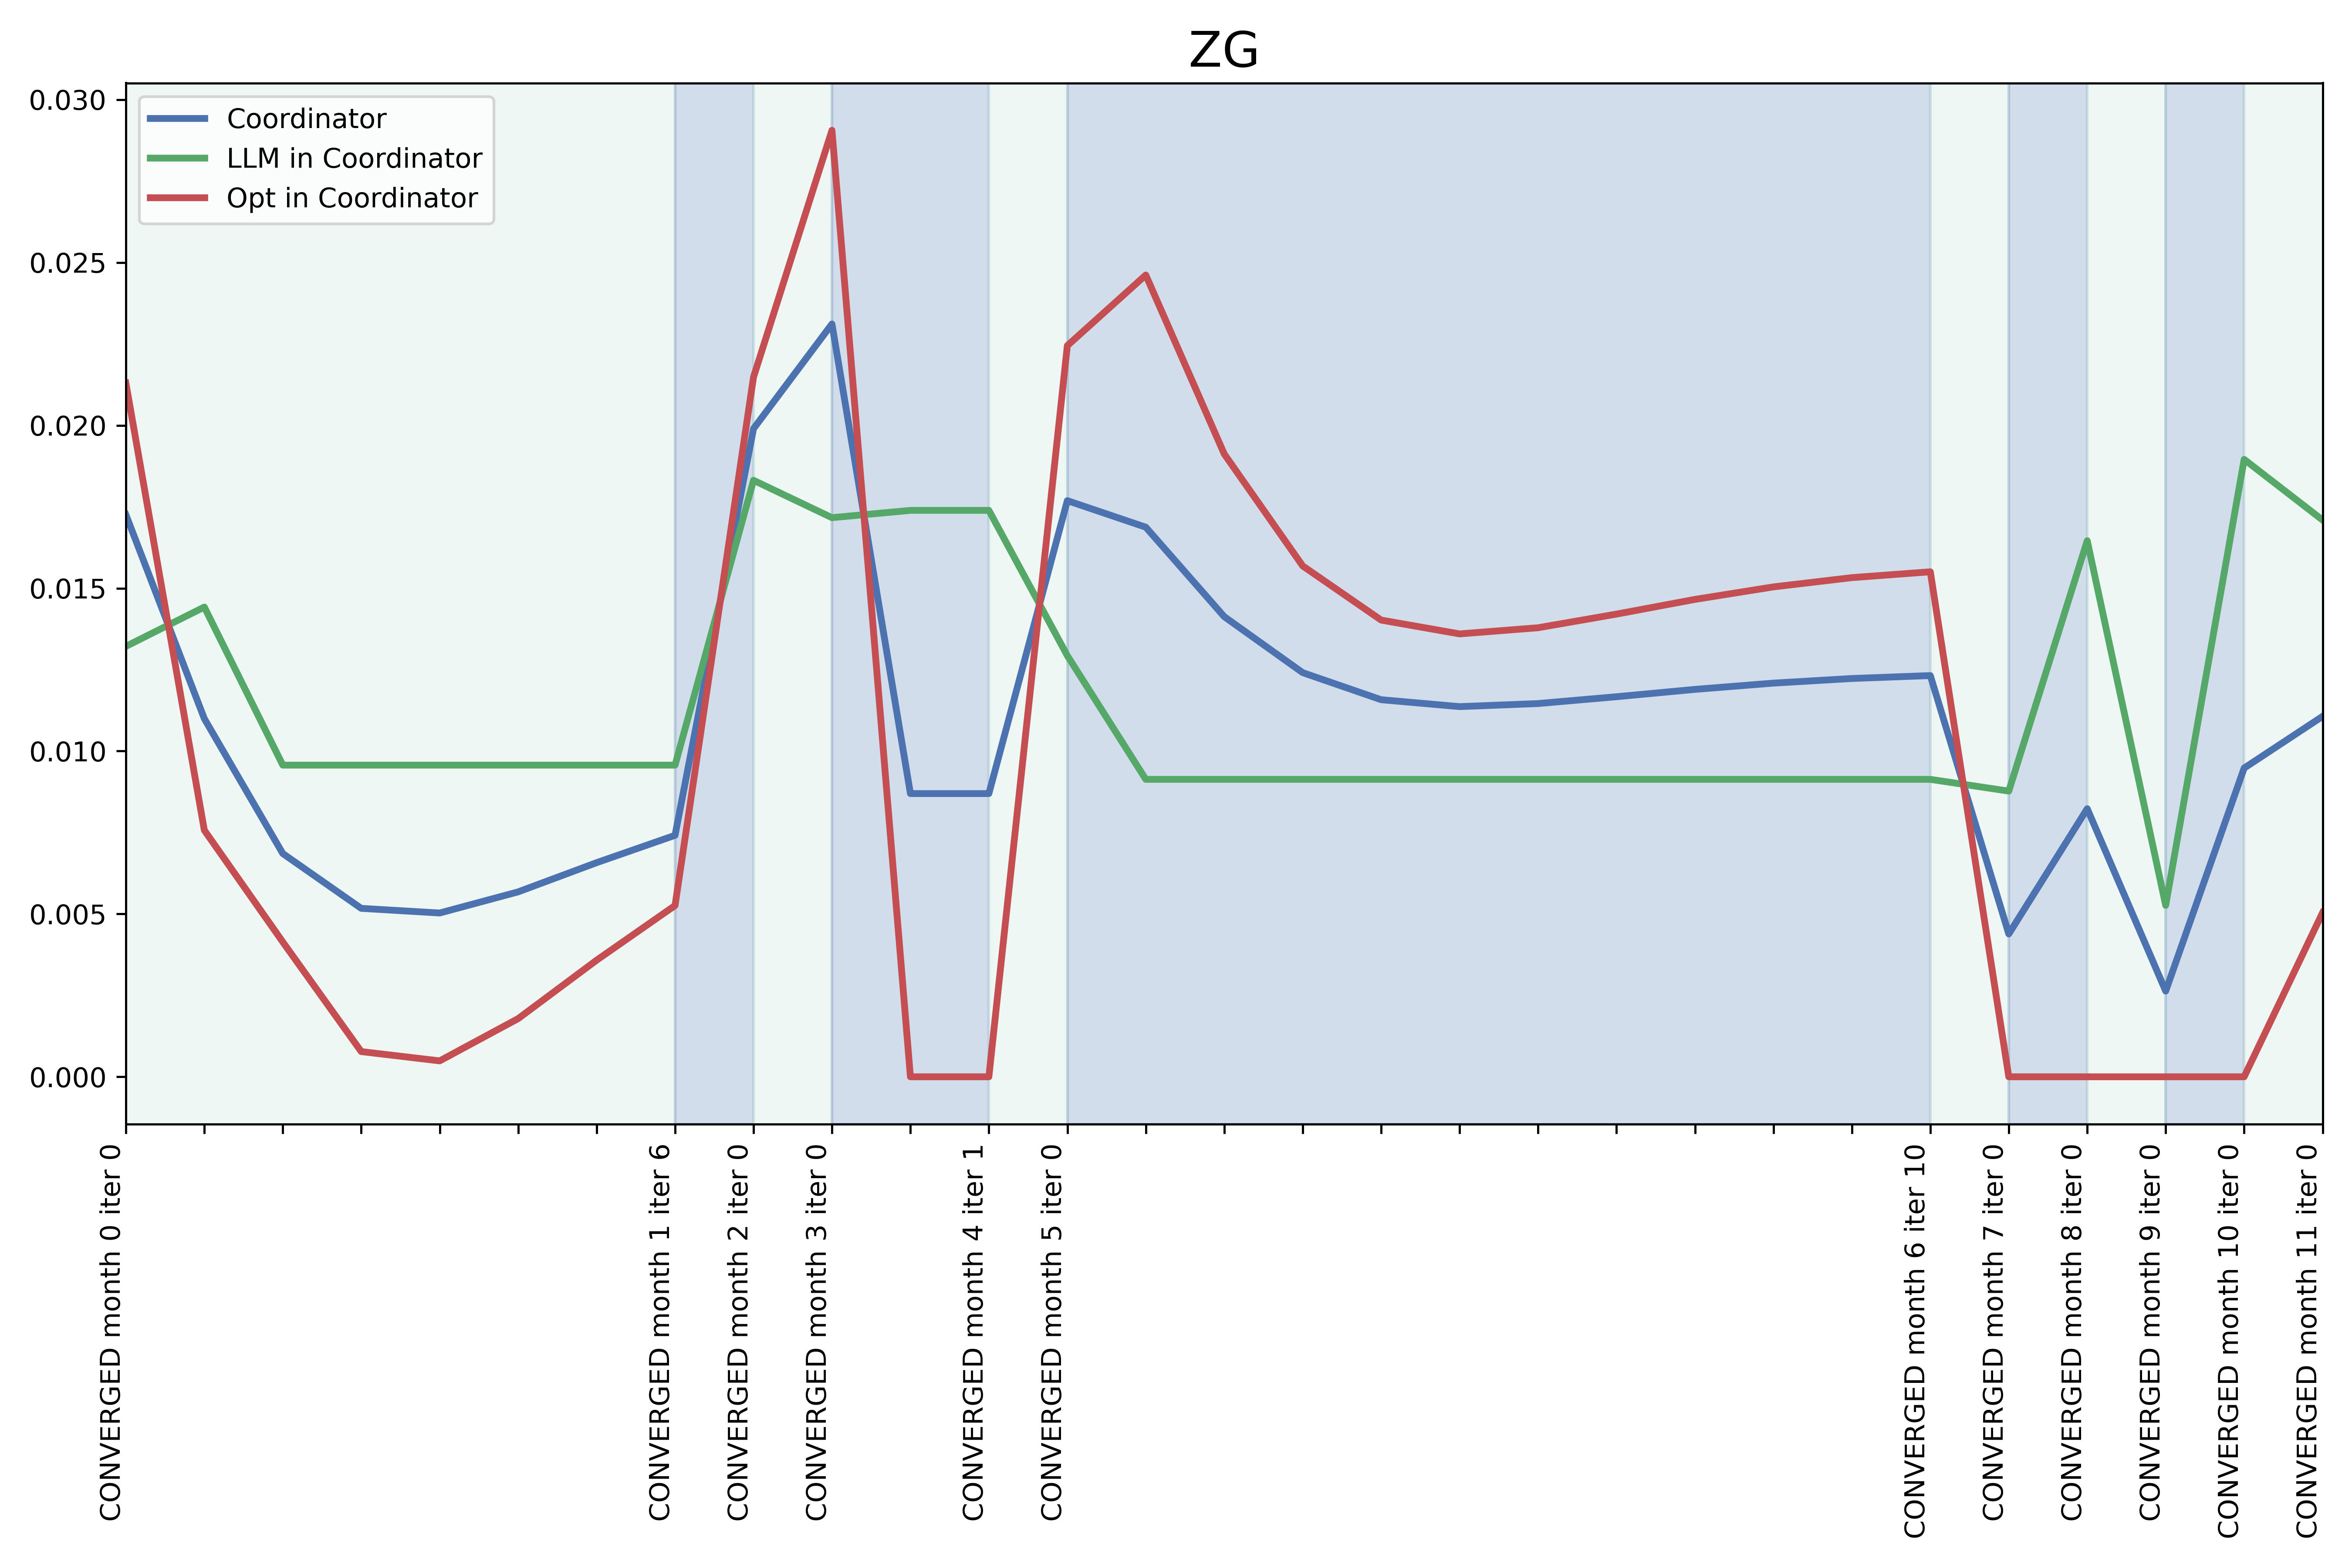 ZG
0.030
0.025
0.020
0.015
0.010
0.005
0.000
Coordinator
LLM in Coordinator
Opt in Coordinator
CONVERGED month 0 iter 0
CONVERGED month 1 iter 6
CONVERGED month 2 iter 0
CONVERGED month 3 iter 0
CONVERGED month 4 iter 1
CONVERGED month 5 iter 0
CONVERGED month 6 iter 10
CONVERGED month 7 iter 0
CONVERGED month 8 iter 0
CONVERGED month 9 iter 0
CONVERGED month 10 iter 0
CONVERGED month 11 iter 0